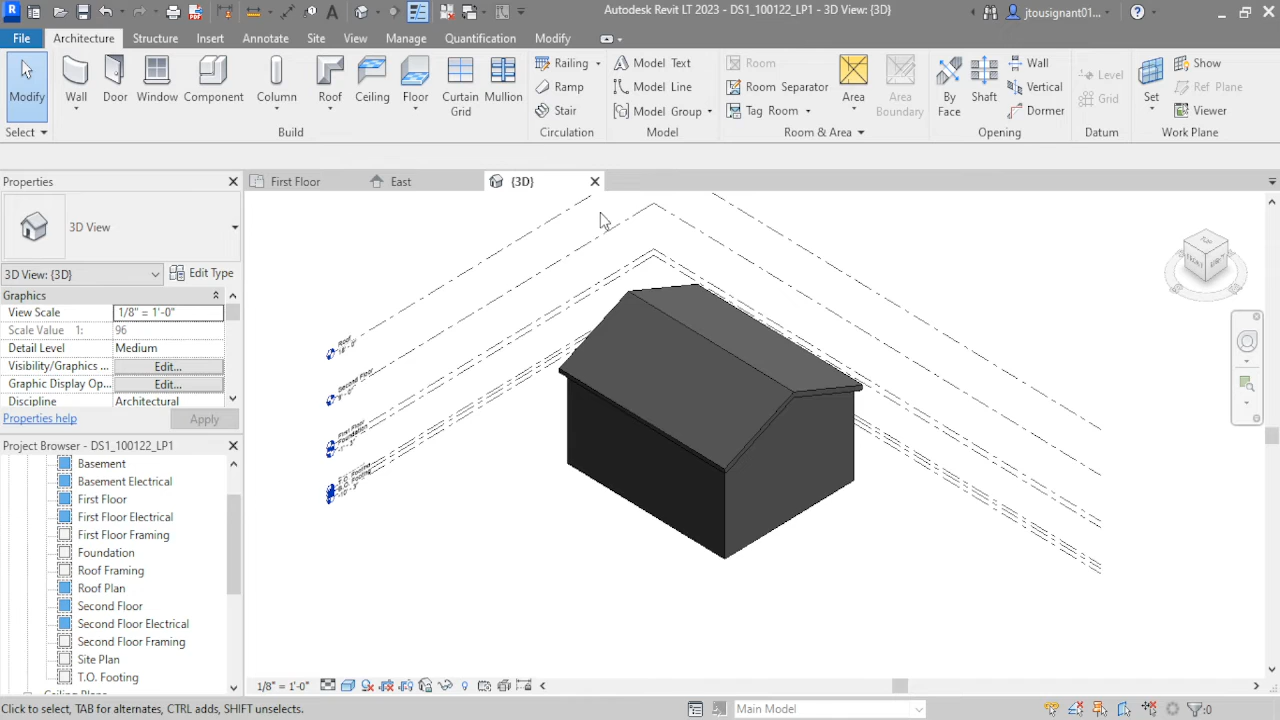 Autodesk Revit LT 2023 - DS1_100122_LP1 - 3D View: {3D}
jtousignant01...
File Architecture Structure Insert Annotate Site View Manage Quantification Modify
Modify
Select
Wall
Door
Window
Component
Column
Roof
Ceiling
Floor
Curtain Grid
Mullion
Build
Railing
Ramp
Stair
Circulation
Model Text
Model Line
Model Group
Model
Room
Room Separator
Tag Room
Area
Area Boundary
Room & Area
By Face
Shaft
Wall
Vertical
Dormer
Opening
Level
Grid
Datum
Set
Show
Ref Plane
Viewer
Work Plane
Properties
First Floor
East
{3D}
3D View
3D View: {3D}
Edit Type
Graphics
View Scale 1/8" = 1'-0"
Scale Value 1: 96
Detail Level Medium
Visibility/Graphics ... Edit...
Graphic Display Op... Edit...
Discipline Architectural
Properties help
Apply
Project Browser - DS1_100122_LP1
Basement
Basement Electrical
First Floor
First Floor Electrical
First Floor Framing
Foundation
Roof Framing
Roof Plan
Second Floor
Second Floor Electrical
Second Floor Framing
Site Plan
T.O. Footing
Roof
Second Floor
TOP
FRONT
1/8" = 1'-0"
Click to select, TAB for alternates, CTRL adds, SHIFT unselects.
Main Model
:0